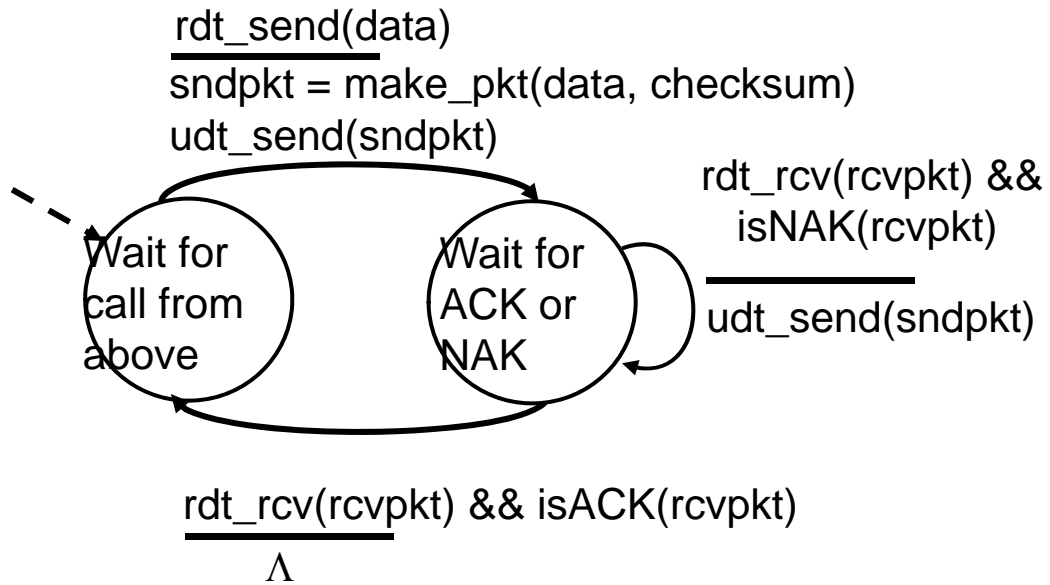 rdt_send(data)
sndpkt = make_pkt(data, checksum)
udt_send(sndpkt)
rdt_rcv(rcvpkt) &&
isNAK(rcvpkt)
udt_send(sndpkt)
Wait for
call from
above
Wait for
ACK or
NAK
rdt_rcv(rcvpkt) && isACK(rcvpkt)
Λ